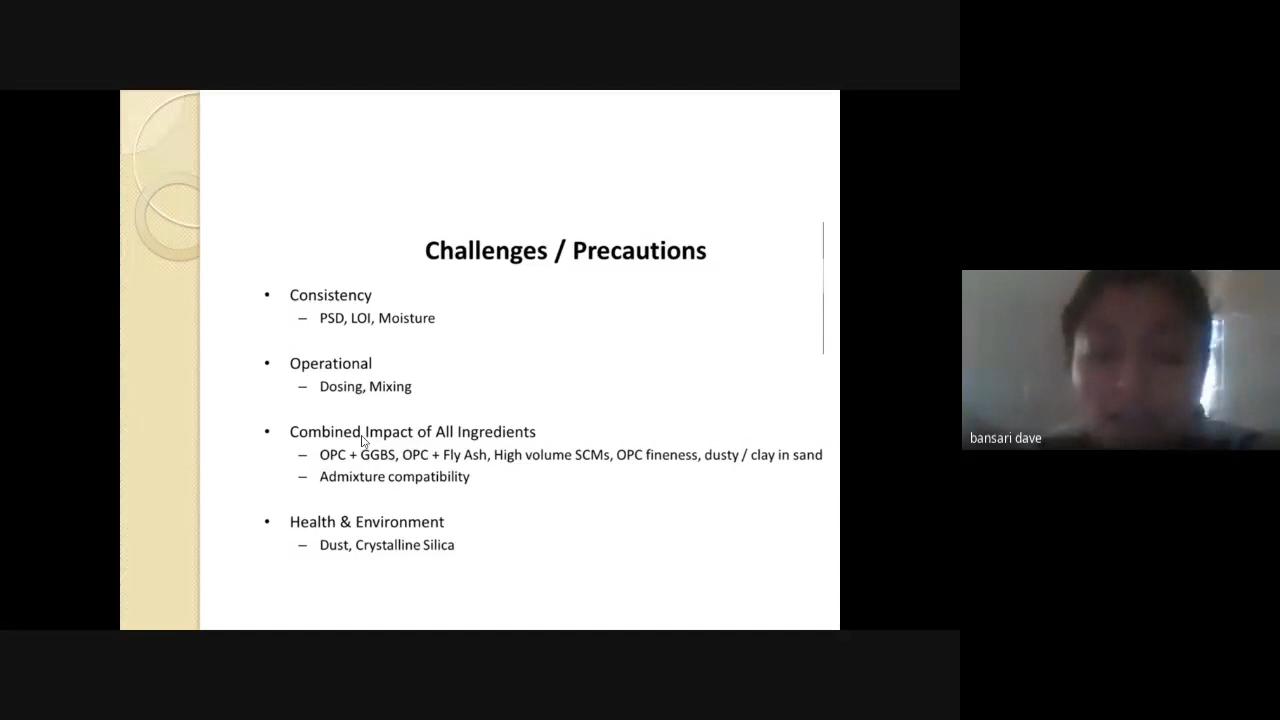 Challenges / Precautions
• Consistency
– PSD, LOI, Moisture
• Operational
– Dosing, Mixing
• Combined Impact of All Ingredients
– OPC + GGBS, OPC + Fly Ash, High volume SCMs, OPC fineness, dusty / clay in sand
– Admixture compatibility
• Health & Environment
– Dust, Crystalline Silica
bansari dave